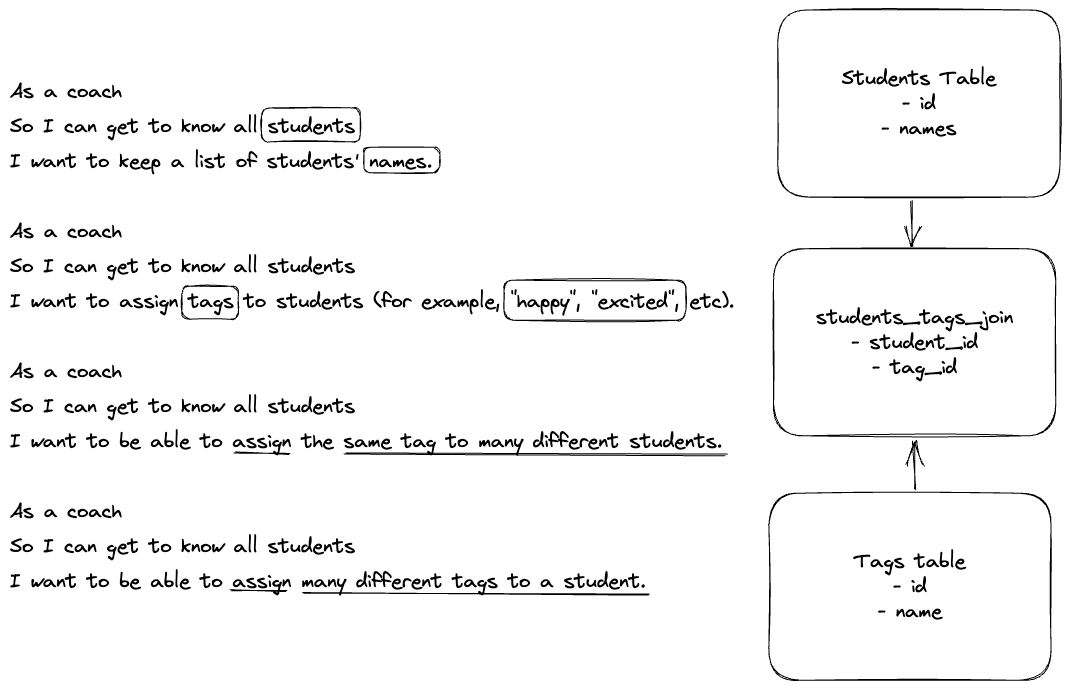 As a coach
So I can get to know all students
I want to keep a list of students' names.
As a coach
So I can get to know all students
I want to assign tags to students (for example, "happy", "excited", etc).
As a coach
So I can get to know all students
I want to be able to assign the same tag to many different students.
As a coach
So I can get to know all students
I want to be able to assign many different tags to a student.
Students Table
- id
- names
students_tags_join
- student_id
- tag_id
Tags table
- id
- name